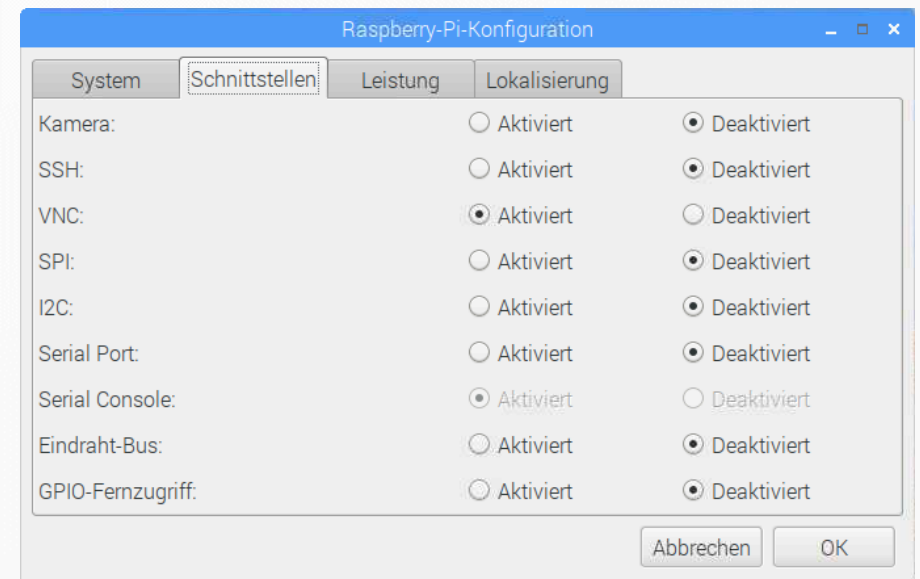 Raspberry-Pi-Konfiguration
System Schnittstellen Leistung Lokalisierung
Kamera: Aktiviert Deaktiviert
SSH: Aktiviert Deaktiviert
VNC: Aktiviert Deaktiviert
SPI: Aktiviert Deaktiviert
I2C: Aktiviert Deaktiviert
Serial Port: Aktiviert Deaktiviert
Serial Console: Aktiviert Deaktiviert
Eindraht-Bus: Aktiviert Deaktiviert
GPIO-Fernzugriff: Aktiviert Deaktiviert
Abbrechen OK